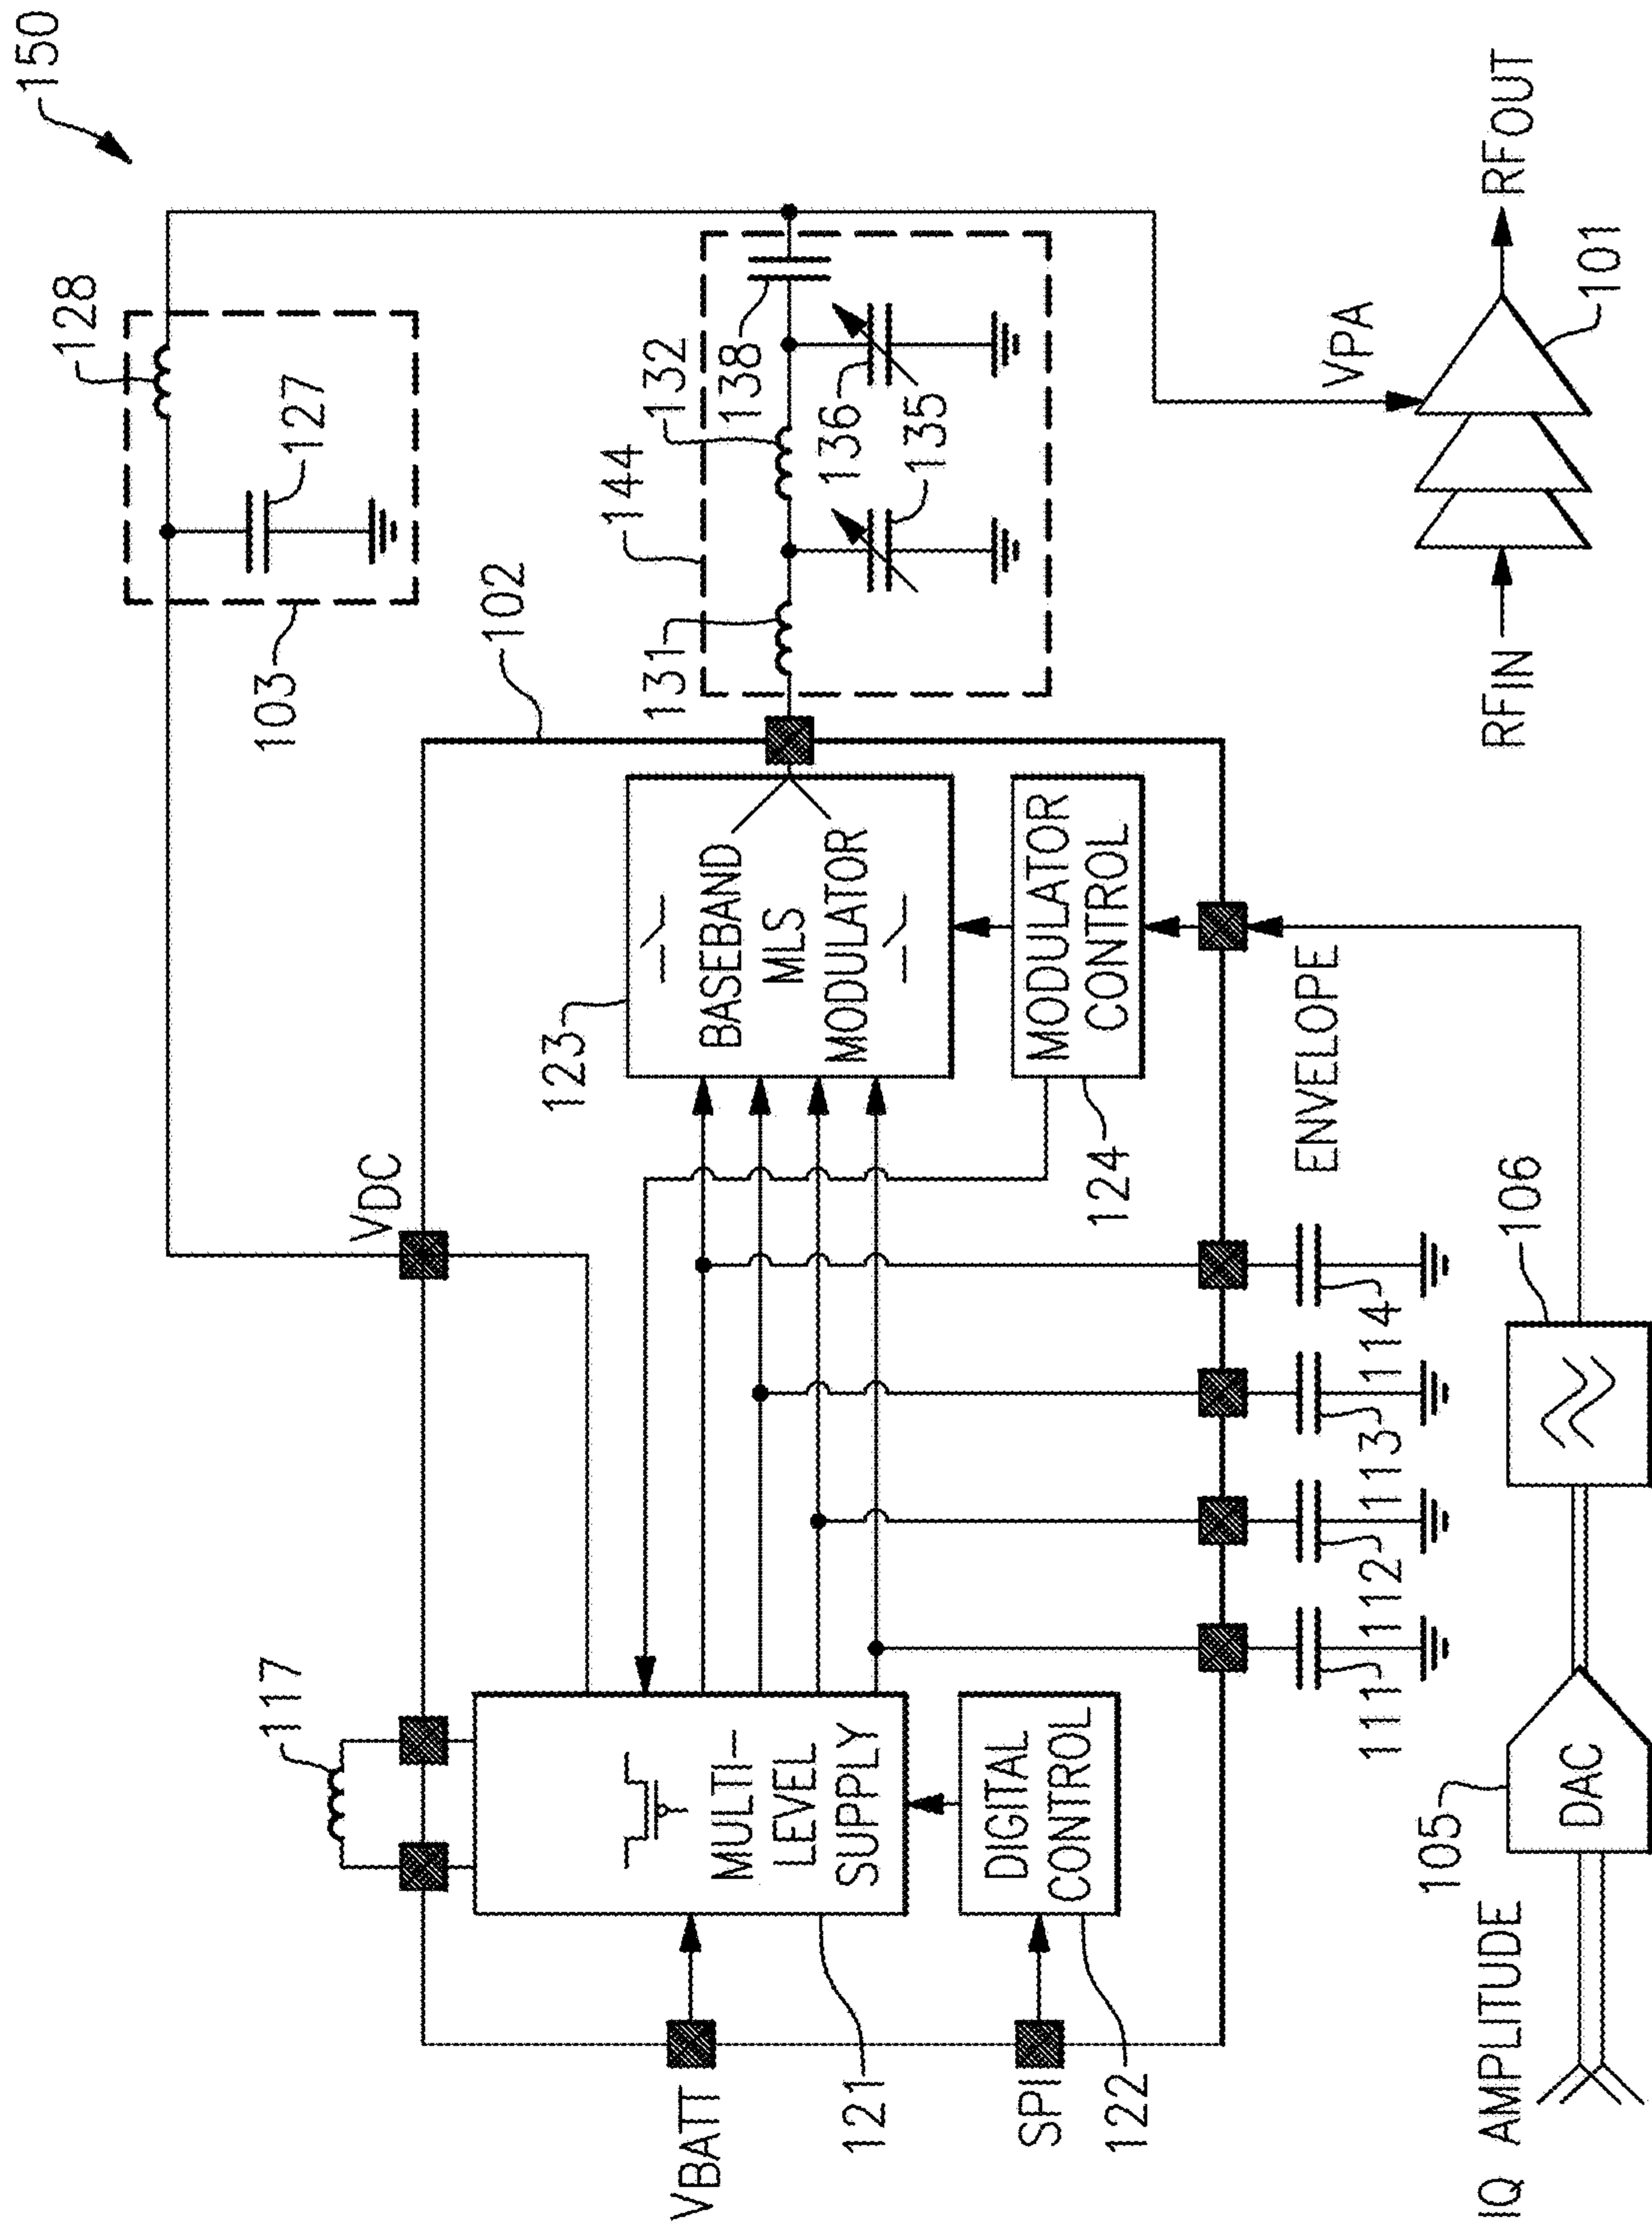 150
128
127
103
102
144
132
138
136
135
131
VPA
RFOUT
101
RFIN
VDC
123
BASEBAND
MLS
MODULATOR
MODULATOR
CONTROL
124
ENVELOPE
117
MULTI-
LEVEL
SUPPLY
121
VBATT
DIGITAL
CONTROL
122
SPI
111
112
113
114
106
105
DAC
IQ AMPLITUDE